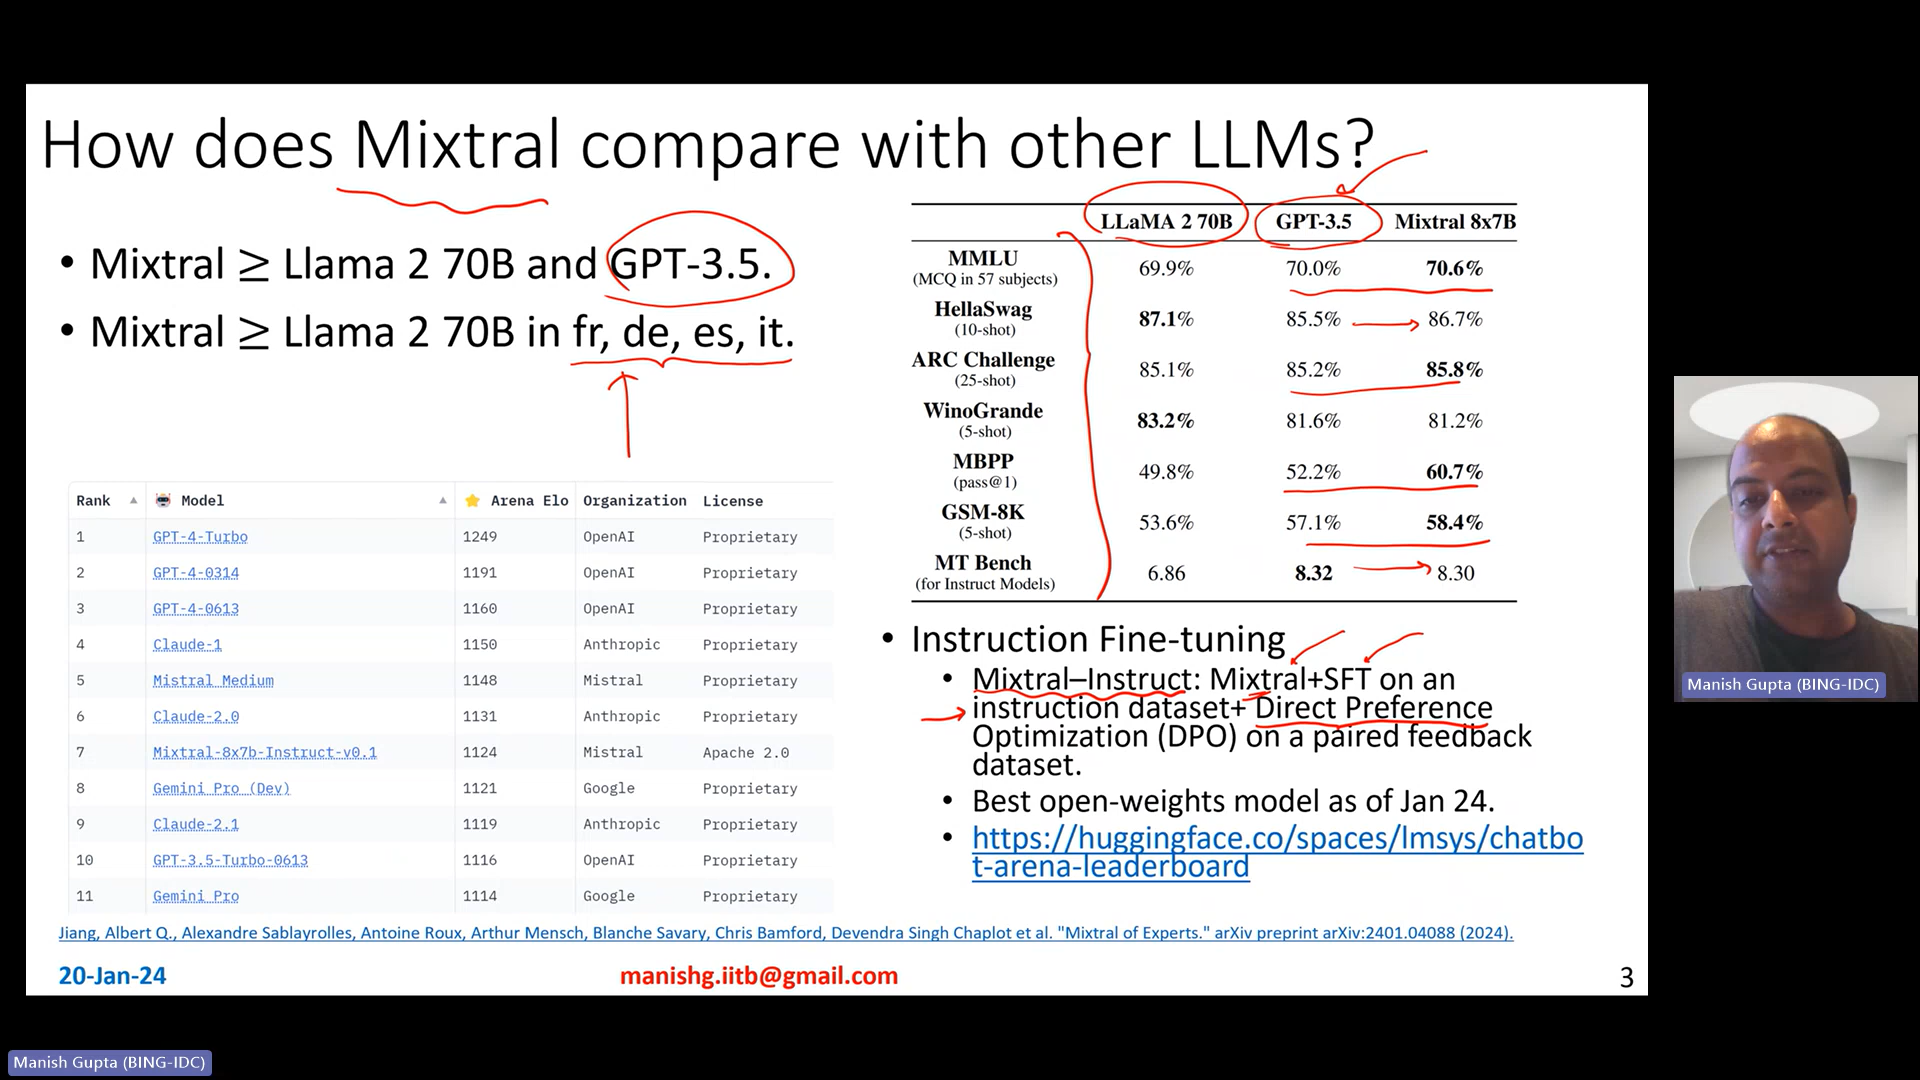 How does Mixtral compare with other LLMs?
• Mixtral ≥ Llama 2 70B and GPT-3.5.
• Mixtral ≥ Llama 2 70B in fr, de, es, it.
Rank Model Arena Elo Organization License
1 GPT-4-Turbo 1249 OpenAI Proprietary
2 GPT-4-0314 1191 OpenAI Proprietary
3 GPT-4-0613 1160 OpenAI Proprietary
4 Claude-1 1150 Anthropic Proprietary
5 Mistral Medium 1148 Mistral Proprietary
6 Claude-2.0 1131 Anthropic Proprietary
7 Mixtral-8x7b-Instruct-v0.1 1124 Mistral Apache 2.0
8 Gemini Pro (Dev) 1121 Google Proprietary
9 Claude-2.1 1119 Anthropic Proprietary
10 GPT-3.5-Turbo-0613 1116 OpenAI Proprietary
11 Gemini Pro 1114 Google Proprietary
LLaMA 2 70B GPT-3.5 Mixtral 8x7B
MMLU
(MCQ in 57 subjects) 69.9% 70.0% 70.6%
HellaSwag
(10-shot) 87.1% 85.5% 86.7%
ARC Challenge
(25-shot) 85.1% 85.2% 85.8%
WinoGrande
(5-shot) 83.2% 81.6% 81.2%
MBPP
(pass@1) 49.8% 52.2% 60.7%
GSM-8K
(5-shot) 53.6% 57.1% 58.4%
MT Bench
(for Instruct Models) 6.86 8.32 8.30
• Instruction Fine-tuning
• Mixtral–Instruct: Mixtral+SFT on an
instruction dataset+ Direct Preference
Optimization (DPO) on a paired feedback
dataset.
• Best open-weights model as of Jan 24.
• https://huggingface.co/spaces/lmsys/chatbo
t-arena-leaderboard
Jiang, Albert Q., Alexandre Sablayrolles, Antoine Roux, Arthur Mensch, Blanche Savary, Chris Bamford, Devendra Singh Chaplot et al. "Mixtral of Experts." arXiv preprint arXiv:2401.04088 (2024).
20-Jan-24 manishg.iitb@gmail.com 3
Manish Gupta (BING-IDC)
Manish Gupta (BING-IDC)